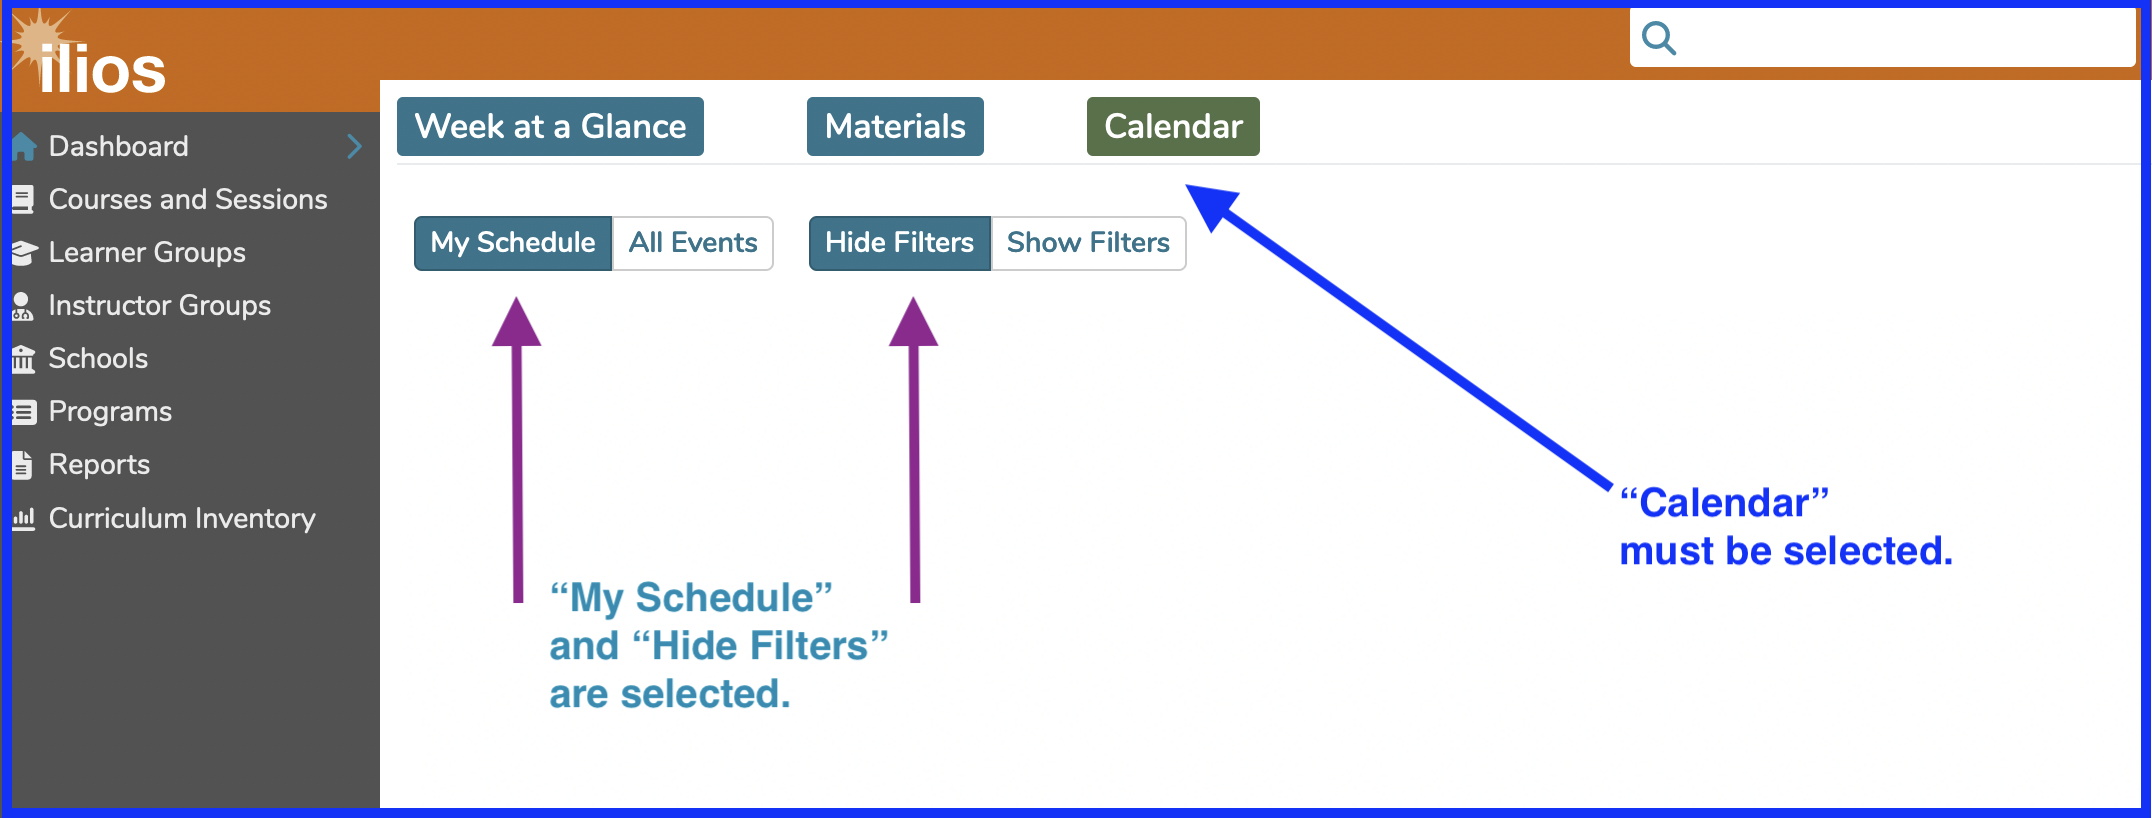 ilios
Dashboard
Courses and Sessions
Learner Groups
Instructor Groups
Schools
Programs
Reports
Curriculum Inventory
Week at a Glance Materials Calendar
My Schedule All Events Hide Filters Show Filters
“Calendar”
must be selected.
“My Schedule”
and “Hide Filters”
are selected.